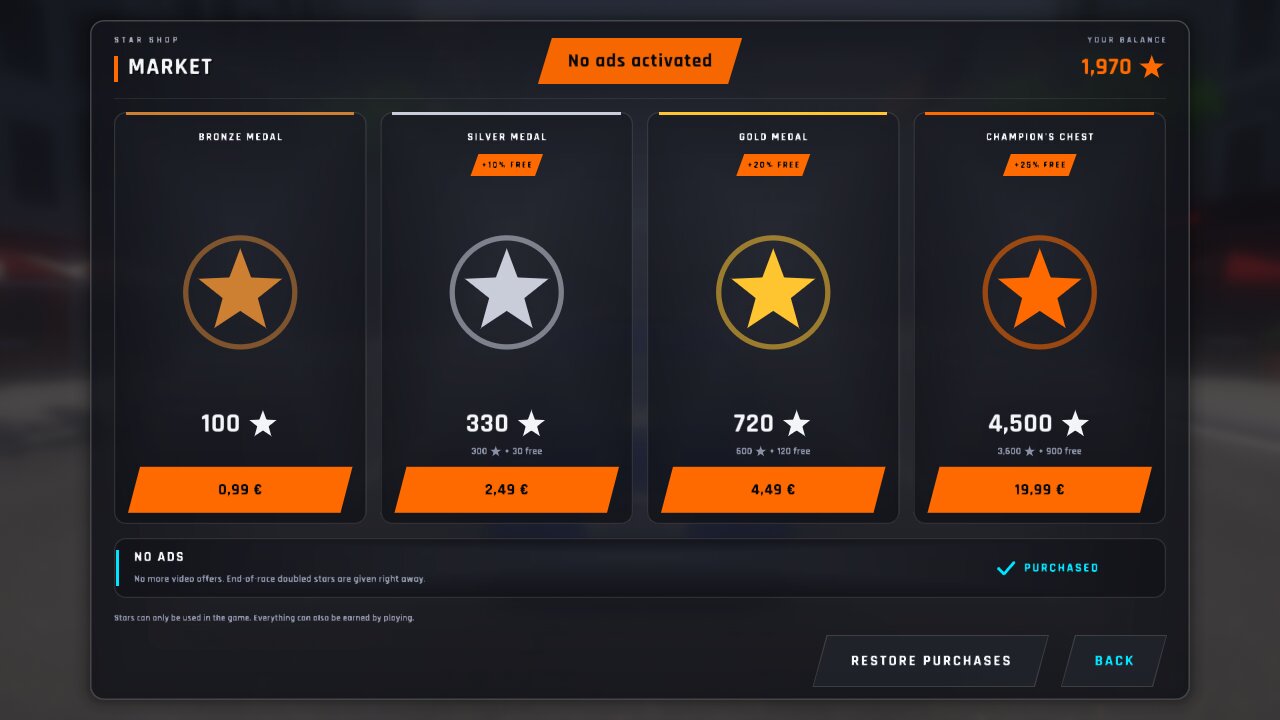 STAR SHOP
MARKET
No ads activated
YOUR BALANCE
1,970
BRONZE MEDAL
100
0,99 €
SILVER MEDAL
+10% FREE
330
300 ★ + 30 free
2,49 €
GOLD MEDAL
+20% FREE
720
600 ★ + 120 free
4,49 €
CHAMPION'S CHEST
+25% FREE
4,500
3,600 ★ + 900 free
19,99 €
NO ADS
No more video offers. End-of-race doubled stars are given right away.
PURCHASED
Stars can only be used in the game. Everything can also be earned by playing.
RESTORE PURCHASES
BACK